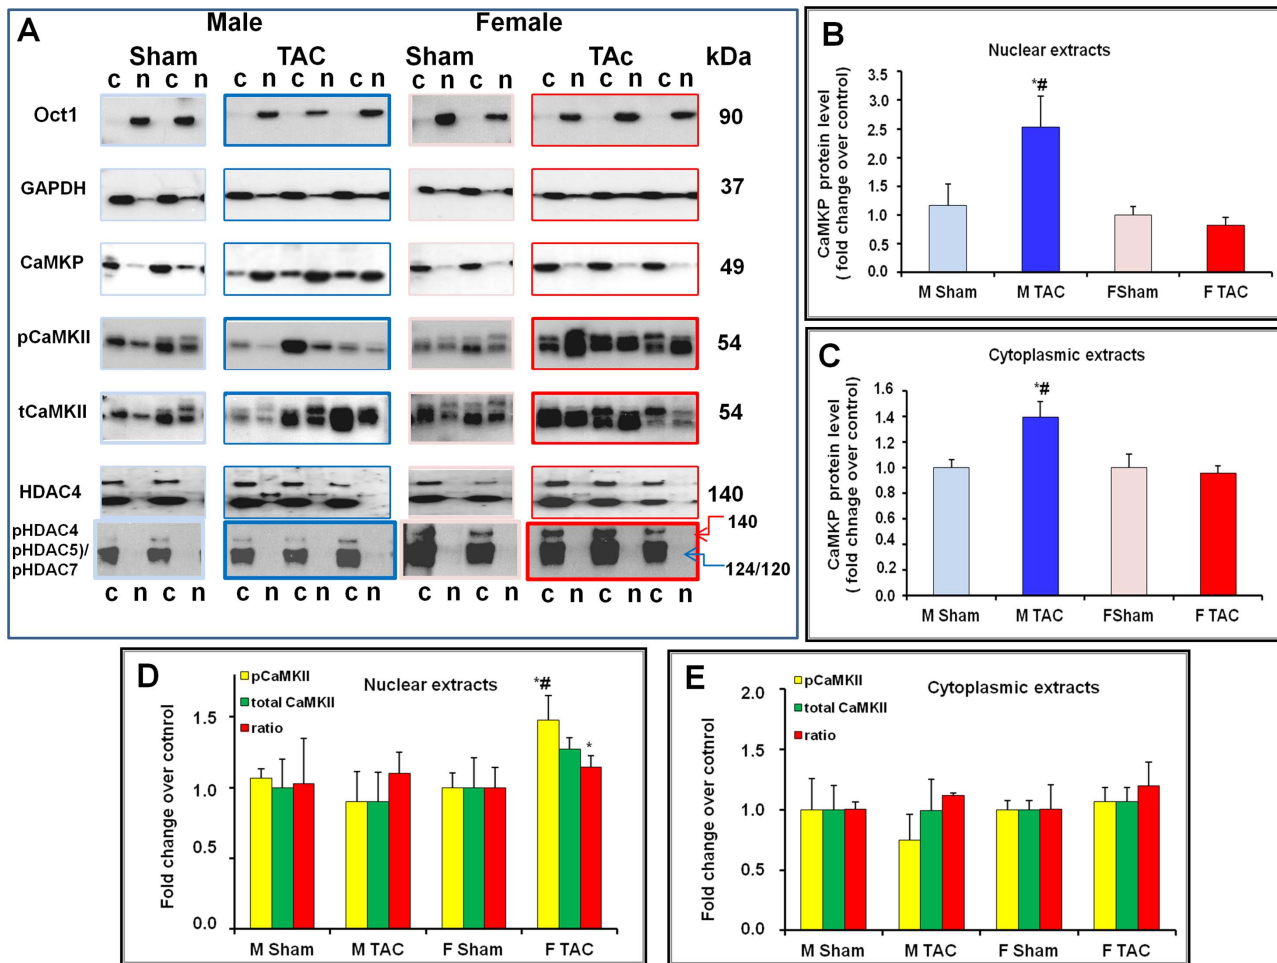 A
Male Female
Sham TAC Sham TAc kDa
c n c n c n c n c n c n c n c n c n c n
Oct1 90
GAPDH 37
CaMKP 49
pCaMKII 54
tCaMKII 54
HDAC4 140
pHDAC4 140
pHDAC5)/
pHDAC7 124/120
c n c n c n c n c n c n c n c n c n c n
B
Nuclear extracts
CaMKP protein level
( fold change over control)
3.5
3.0
2.5
2.0
1.5
1.0
0.5
0.0
*#
M Sham M TAC FSham F TAC
C
Cytoplasmic extracts
CaMKP protein level
( fold chnage over control)
1.6
1.4
1.2
1.0
0.8
0.6
0.4
0.2
0.0
*#
M Sham M TAC FSham F TAC
D
Nuclear extracts
pCaMKII
total CaMKII
ratio
Fold change over cotnrol
1.5
1.0
0.5
0.0
*#
*
M Sham M TAC F Sham F TAC
E
Cytoplasmic extracts
pCaMKII
total CaMKII
ratio
Fold change over cotnrol
2.0
1.5
1.0
0.5
0.0
M Sham M TAC F Sham F TAC